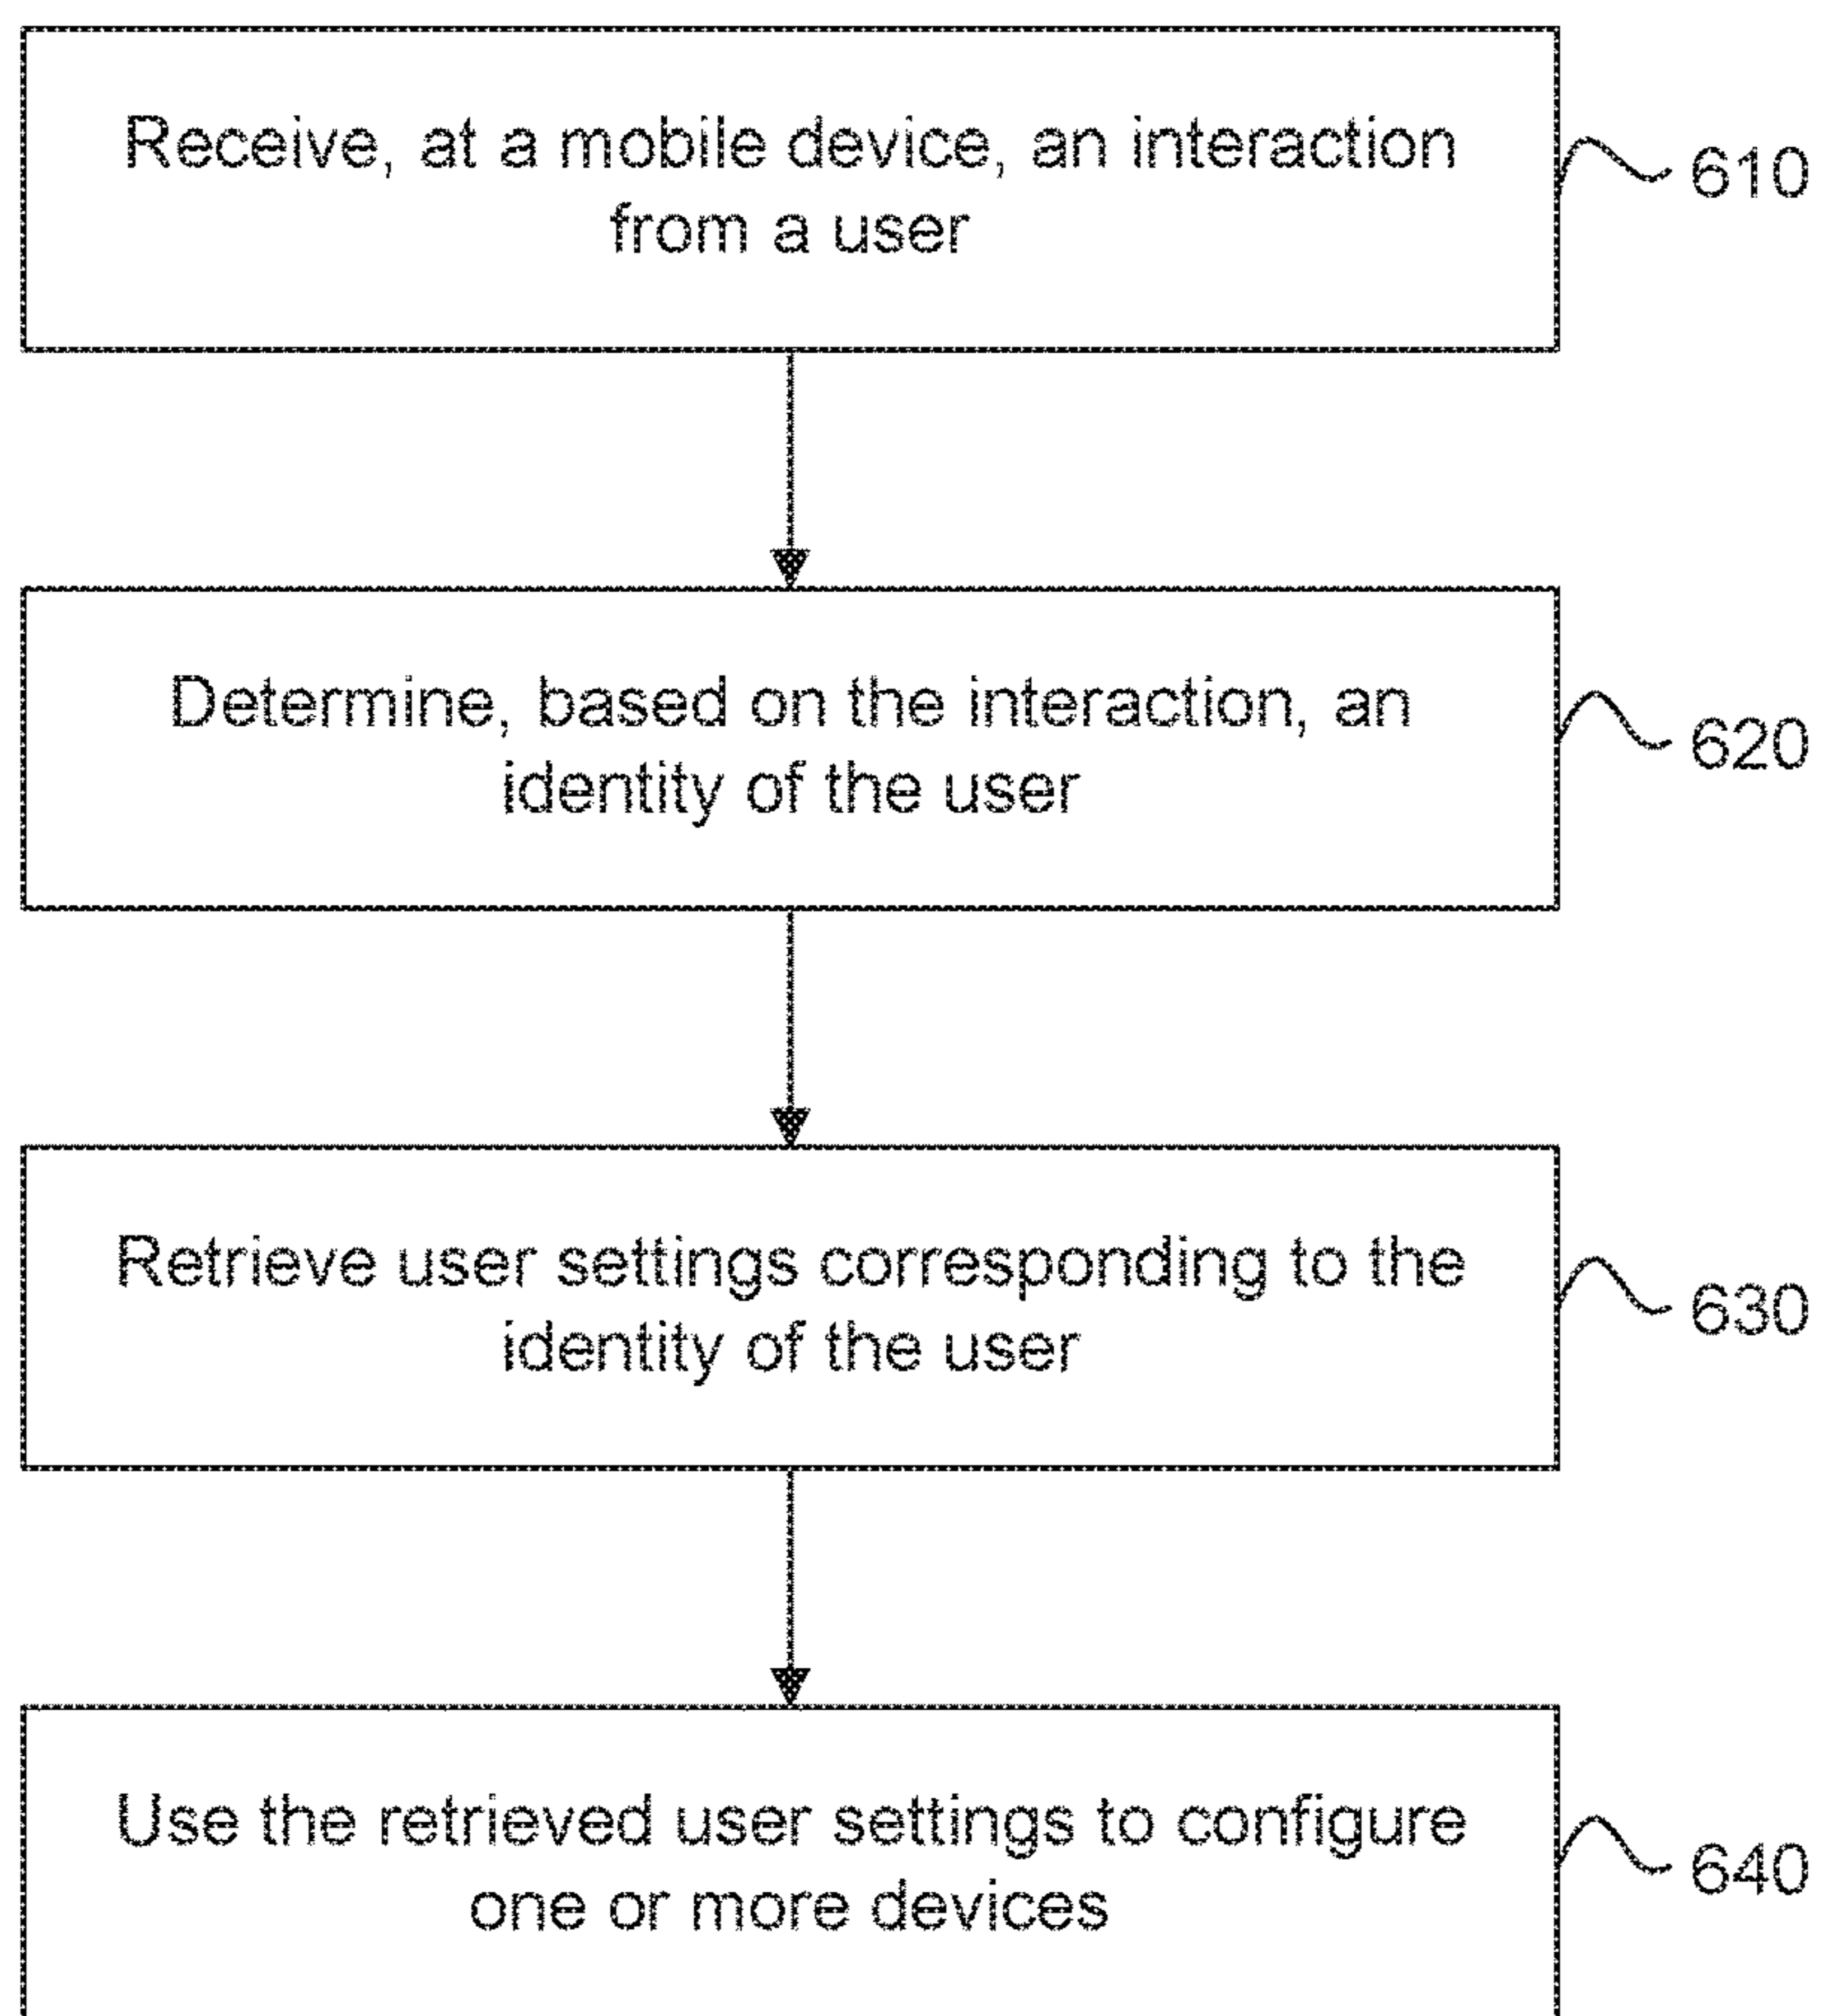 Receive, at a mobile device, an interaction
from a user
610
Determine, based on the interaction, an
identity of the user
620
Retrieve user settings corresponding to the
identity of the user
630
Use the retrieved user settings to configure
one or more devices
640